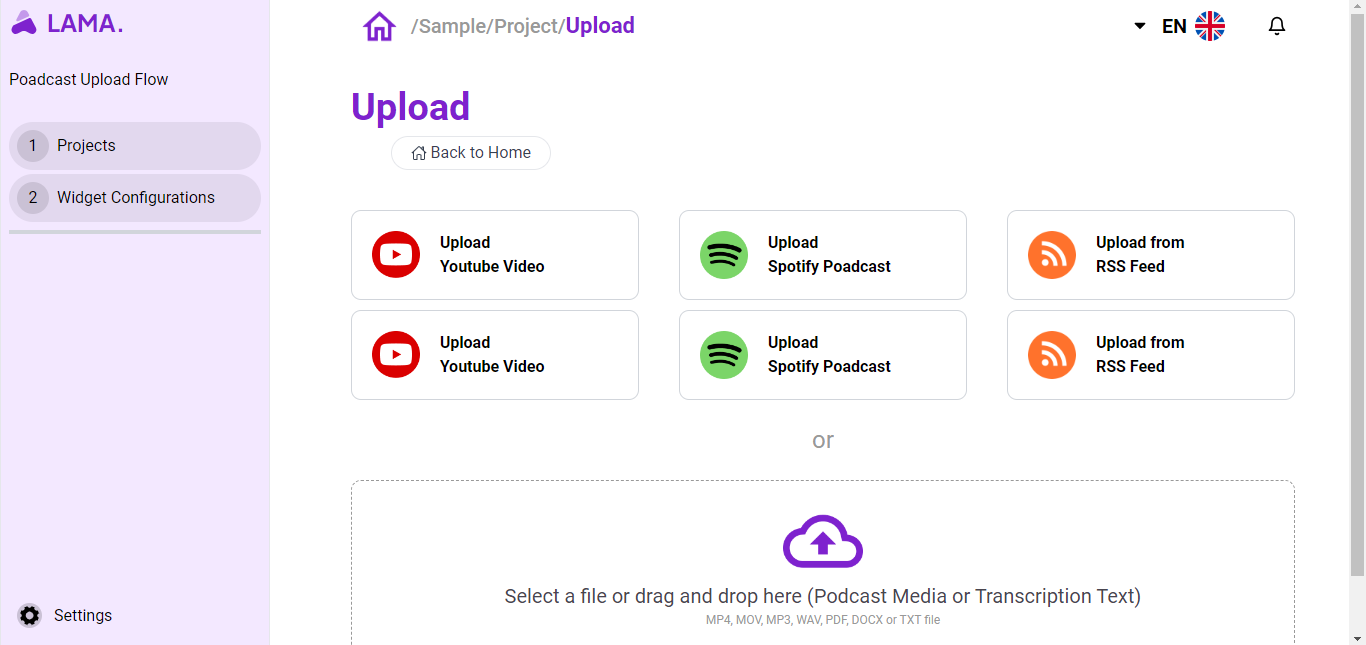 LAMA.
Poadcast Upload Flow
1 Projects
2 Widget Configurations
Settings
/Sample/Project/Upload
EN
Upload
Back to Home
Upload
Youtube Video
Upload
Spotify Poadcast
Upload from
RSS Feed
Upload
Youtube Video
Upload
Spotify Poadcast
Upload from
RSS Feed
or
Select a file or drag and drop here (Podcast Media or Transcription Text)
MP4, MOV, MP3, WAV, PDF, DOCX or TXT file